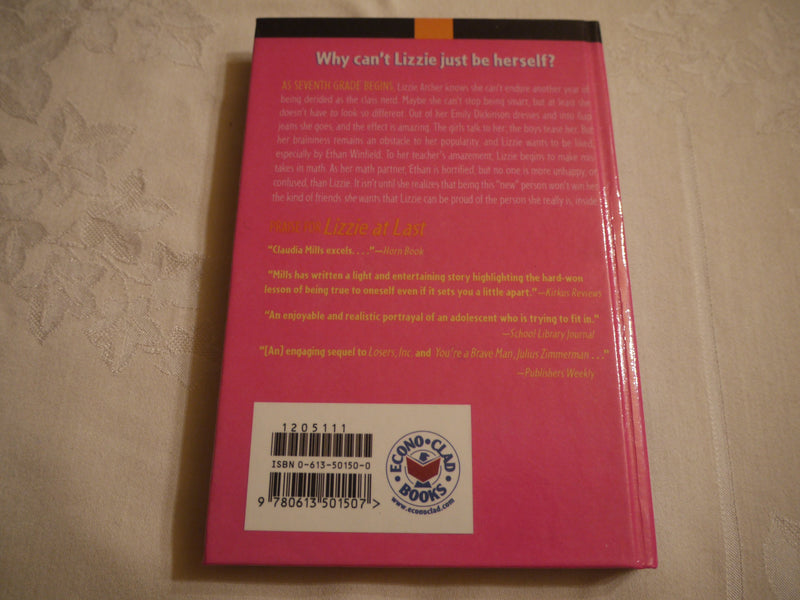 Why can't Lizzie just be herself?
AS SEVENTH GRADE BEGINS, Lizzie Archer knows she can't endure another year of
being derided as the class nerd. Maybe she can't stop being smart, but at least she
doesn't have to look so different. Out of her Emily Dickinson dresses and into flap
jeans she goes, and the effect is amazing. The girls talk to her, the boys tease her. But
her braininess remains an obstacle to her popularity, and Lizzie wants to be liked,
especially by Ethan Winfield. To her teacher's amazement, Lizzie begins to make mis
takes in math. As her math partner, Ethan is horrified, but no one is more unhappy, or
confused, than Lizzie. It isn't until she realizes that being this "new" person won't win her
the kind of friends she wants that Lizzie can be proud of the person she really is, inside
PRAISE FOR Lizzie at Last
"Claudia Mills excels. . . ."—Horn Book
"Mills has written a light and entertaining story highlighting the hard-won
lesson of being true to oneself even if it sets you a little apart."—Kirkus Reviews
"An enjoyable and realistic portrayal of an adolescent who is trying to fit in."
—School Library Journal
"[An] engaging sequel to Losers, Inc. and You're a Brave Man, Julius Zimmerman . . ."
—Publishers Weekly
1205111
ISBN 0-613-50150-0
9 780613 501507 >
ECONO•CLAD
BOOKS
www.econoclad.com